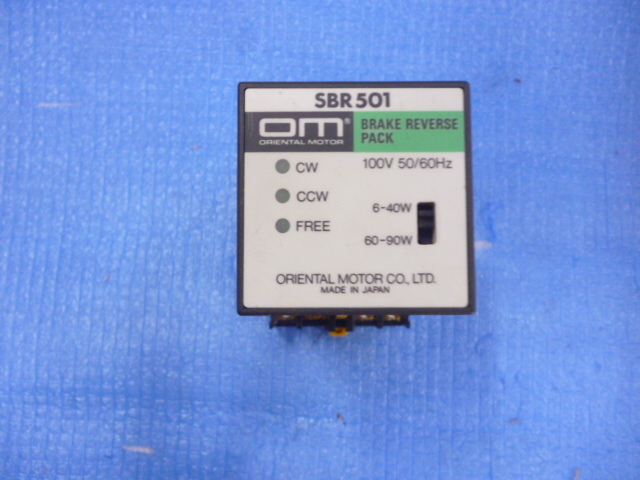 SBR501
om®
ORIENTAL MOTOR
BRAKE REVERSE
PACK
CW
100V 50/60Hz
CCW
6-40W
FREE
60-90W
ORIENTAL MOTOR CO., LTD.
MADE IN JAPAN